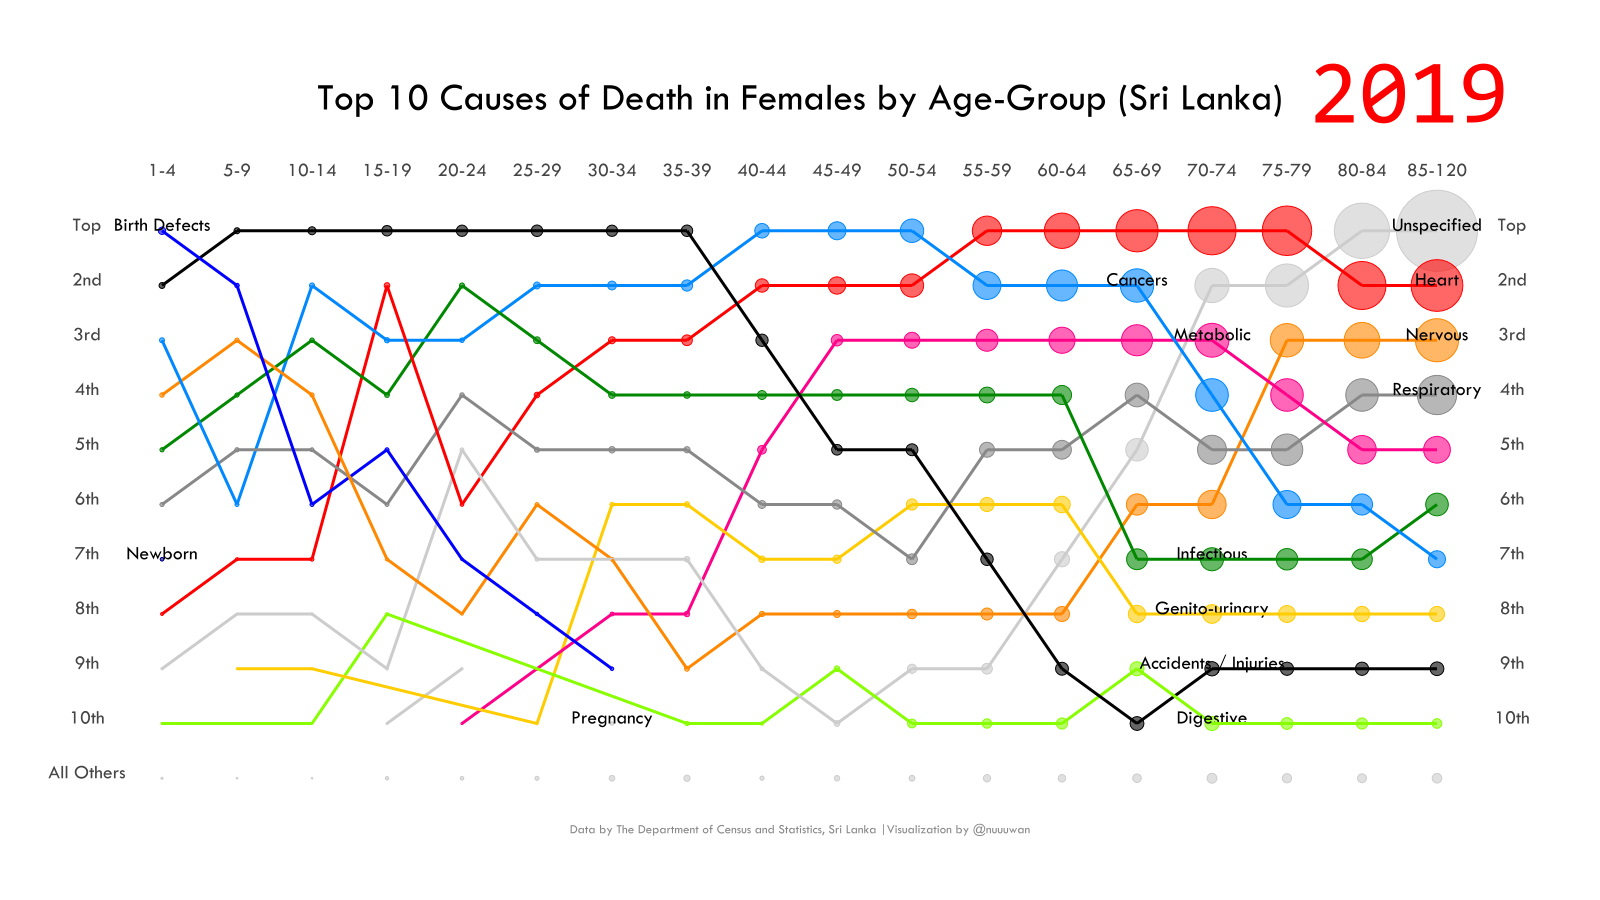 Top 10 Causes of Death in Females by Age-Group (Sri Lanka) 2019
1-4 5-9 10-14 15-19 20-24 25-29 30-34 35-39 40-44 45-49 50-54 55-59 60-64 65-69 70-74 75-79 80-84 85-120
Top Birth Defects Unspecified Top
2nd Cancers Heart 2nd
3rd Metabolic Nervous 3rd
4th Respiratory 4th
5th 5th
6th 6th
7th Newborn Infectious 7th
8th Genito-urinary 8th
9th Accidents / Injuries 9th
10th Pregnancy Digestive 10th
All Others
Data by The Department of Census and Statistics, Sri Lanka | Visualization by @nuuuwan